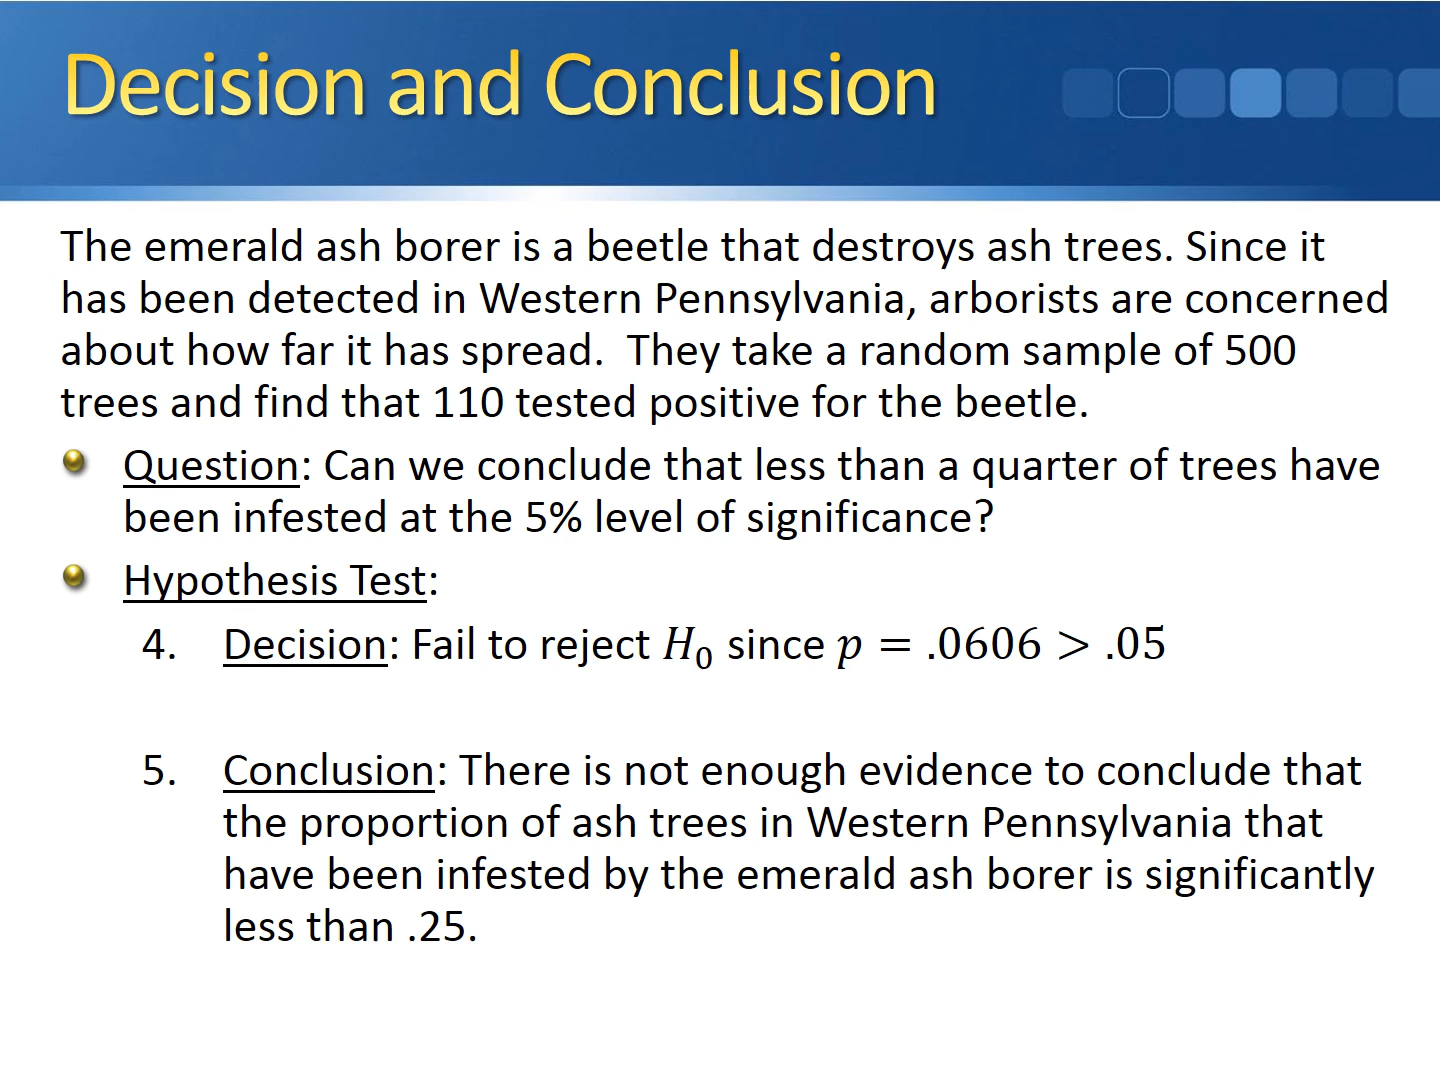 Decision and Conclusion
The emerald ash borer is a beetle that destroys ash trees. Since it
has been detected in Western Pennsylvania, arborists are concerned
about how far it has spread.  They take a random sample of 500
trees and find that 110 tested positive for the beetle.
Question: Can we conclude that less than a quarter of trees have
been infested at the 5% level of significance?
Hypothesis Test:
4. Decision: Fail to reject H₀ since p = .0606 > .05
5. Conclusion: There is not enough evidence to conclude that
the proportion of ash trees in Western Pennsylvania that
have been infested by the emerald ash borer is significantly
less than .25.